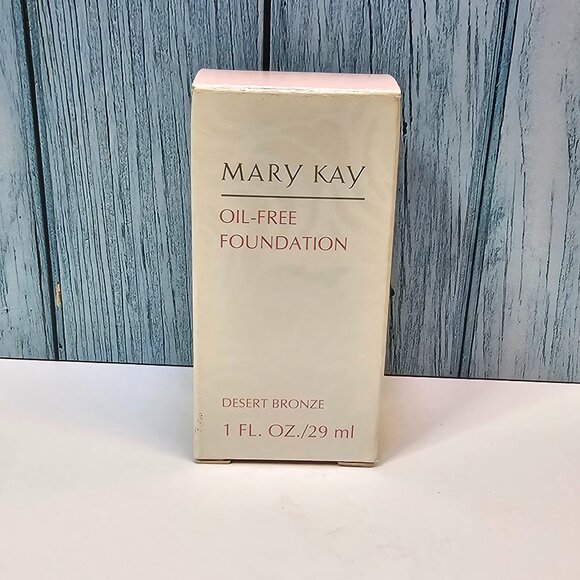 MARY KAY
OIL-FREE
FOUNDATION
DESERT BRONZE
1 FL. OZ./29 ml